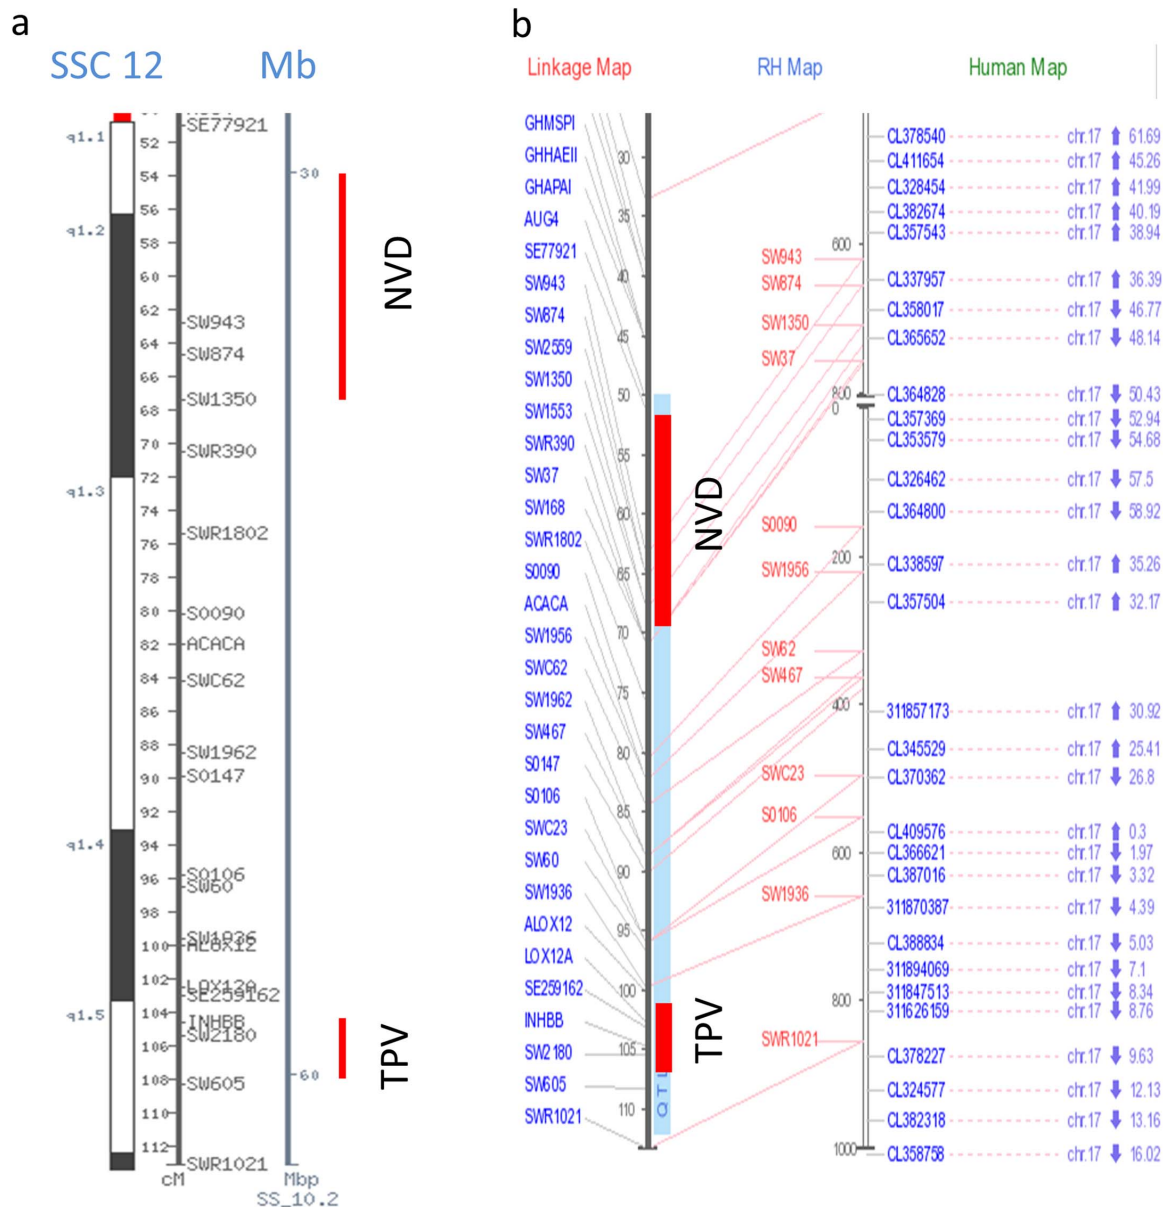 a
SSC 12
Mb
q1.1
q1.2
q1.3
q1.4
q1.5
52
54
56
58
60
62
64
66
68
70
72
74
76
78
80
82
84
86
88
90
92
94
96
98
100
102
104
106
108
110
112
SE77921
SW943
SW874
SW1350
SWR390
SWR1802
S0090
ACACA
SWC62
SW1962
S0147
S0106
SW60
SW1936
ALOX12
LOX12A
SE259162
INHBB
SW2180
SW605
SWR1021
cM
30
60
Mbp
SS_10.2
NVD
TPV
b
Linkage Map
RH Map
Human Map
GHMSPI
GHHAEII
GHAPAI
AUG4
SE77921
SW943
SW874
SW2559
SW1350
SW1553
SWR390
SW37
SW168
SWR1802
S0090
ACACA
SW1956
SWC62
SW1962
SW467
S0147
S0106
SWC23
SW60
SW1936
ALOX12
LOX12A
SE259162
INHBB
SW2180
SW605
SWR1021
30
35
40
45
50
55
60
65
70
75
80
85
90
95
100
105
110
NVD
TPV
QTL
SW943
SW874
SW1350
SW37
S0090
SW1956
SW62
SW467
SWC23
S0106
SW1936
SWR1021
600
800
0
200
400
600
800
1000
CL378540 chr.17 61.69
CL411654 chr.17 45.26
CL328454 chr.17 41.99
CL382674 chr.17 40.19
CL357543 chr.17 38.94
CL337957 chr.17 36.39
CL358017 chr.17 46.77
CL365652 chr.17 48.14
CL364828 chr.17 50.43
CL357369 chr.17 52.94
CL353579 chr.17 54.68
CL326462 chr.17 57.5
CL364800 chr.17 58.92
CL338597 chr.17 35.26
CL357504 chr.17 32.17
311857173 chr.17 30.92
CL345529 chr.17 25.41
CL370362 chr.17 26.8
CL409576 chr.17 0.3
CL366621 chr.17 1.97
CL387016 chr.17 3.32
311870387 chr.17 4.39
CL388834 chr.17 5.03
311894069 chr.17 7.1
311847513 chr.17 8.34
311626159 chr.17 8.76
CL378227 chr.17 9.63
CL324577 chr.17 12.13
CL382318 chr.17 13.16
CL358758 chr.17 16.02